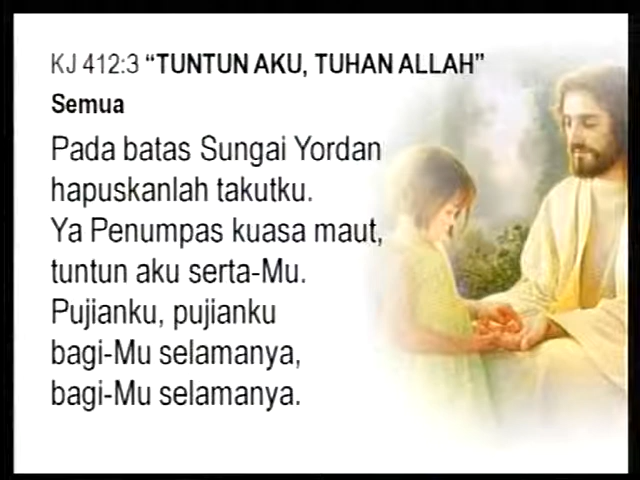 KJ 412:3 “TUNTUN AKU, TUHAN ALLAH”
Semua
Pada batas Sungai Yordan
hapuskanlah takutku.
Ya Penumpas kuasa maut,
tuntun aku serta-Mu.
Pujianku, pujianku
bagi-Mu selamanya,
bagi-Mu selamanya.